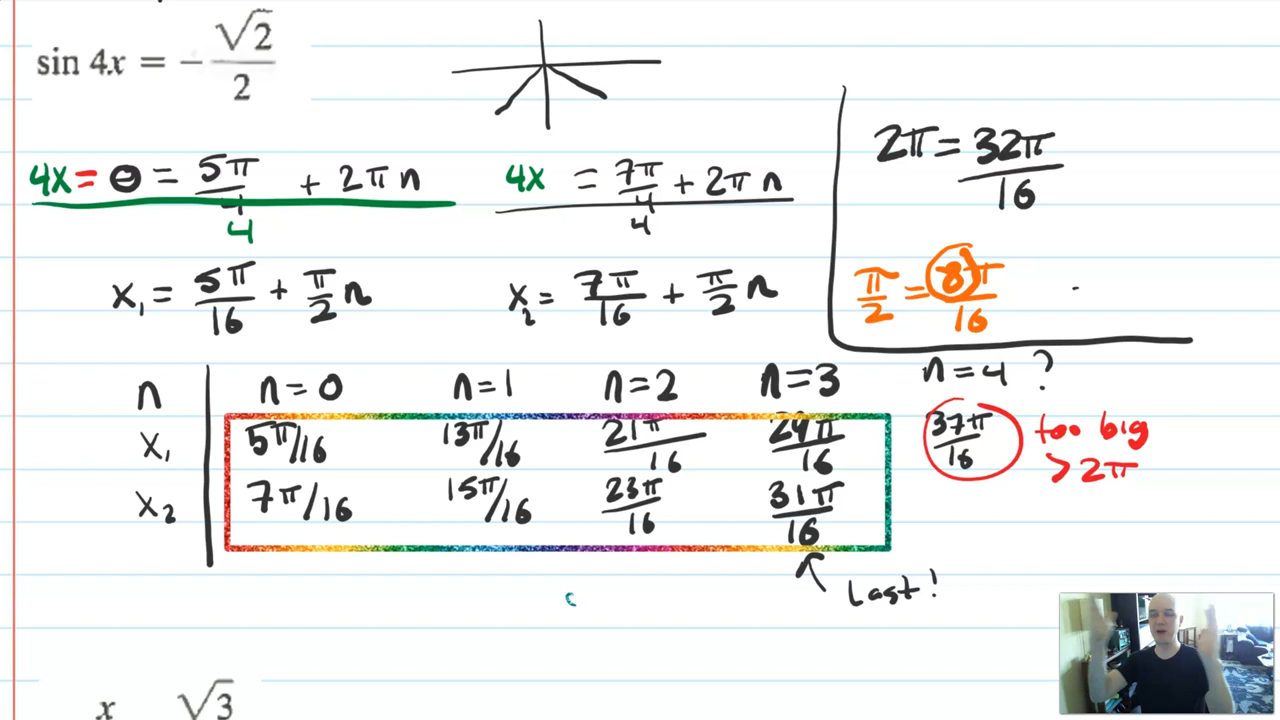 sin 4x = - √2/2
4x = θ = 5π/4 + 2πn
4
4x = 7π/4 + 2πn
4
2π = 32π/16
x₁ = 5π/16 + π/2 n
x₂ = 7π/16 + π/2 n
π/2 = 8π/16
n n=0 n=1 n=2 n=3 n=4 ?
x₁ 5π/16 13π/16 21π/16 29π/16 37π/16 too big
> 2π
x₂ 7π/16 15π/16 23π/16 31π/16
Last!
x √3